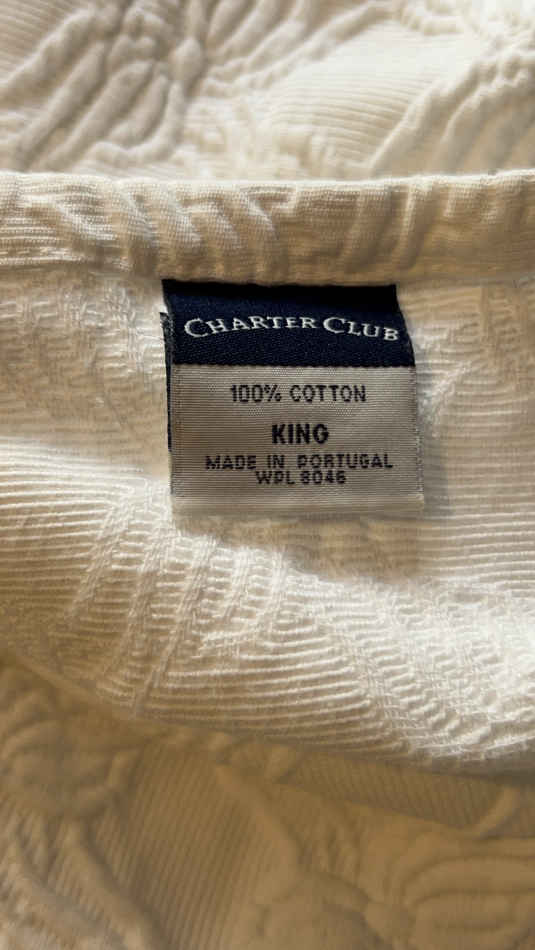 CHARTER CLUB
100% COTTON
KING
MADE IN PORTUGAL
WPL 8046